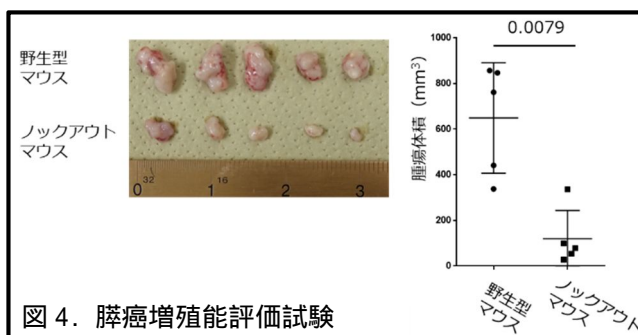 野生型
マウス
ノックアウト
マウス
32 16
0 1 2 3
0.0079
腫瘍体積 (mm³)
1000
800
600
400
200
0
野生型
マウス
ノックアウト
マウス
図 4. 膵癌増殖能評価試験